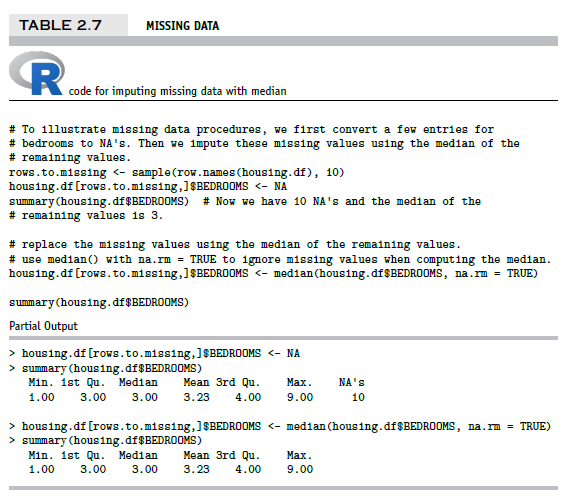 TABLE 2.7 MISSING DATA
R code for imputing missing data with median
# To illustrate missing data procedures, we first convert a few entries for
# bedrooms to NA's. Then we impute these missing values using the median of the
# remaining values.
rows.to.missing <- sample(row.names(housing.df), 10)
housing.df[rows.to.missing,]$BEDROOMS <- NA
summary(housing.df$BEDROOMS) # Now we have 10 NA's and the median of the
# remaining values is 3.
# replace the missing values using the median of the remaining values.
# use median() with na.rm = TRUE to ignore missing values when computing the median.
housing.df[rows.to.missing,]$BEDROOMS <- median(housing.df$BEDROOMS, na.rm = TRUE)
summary(housing.df$BEDROOMS)
Partial Output
> housing.df[rows.to.missing,]$BEDROOMS <- NA
> summary(housing.df$BEDROOMS)
Min. 1st Qu. Median Mean 3rd Qu. Max. NA's
1.00 3.00 3.00 3.23 4.00 9.00 10
> housing.df[rows.to.missing,]$BEDROOMS <- median(housing.df$BEDROOMS, na.rm = TRUE)
> summary(housing.df$BEDROOMS)
Min. 1st Qu. Median Mean 3rd Qu. Max.
1.00 3.00 3.00 3.23 4.00 9.00